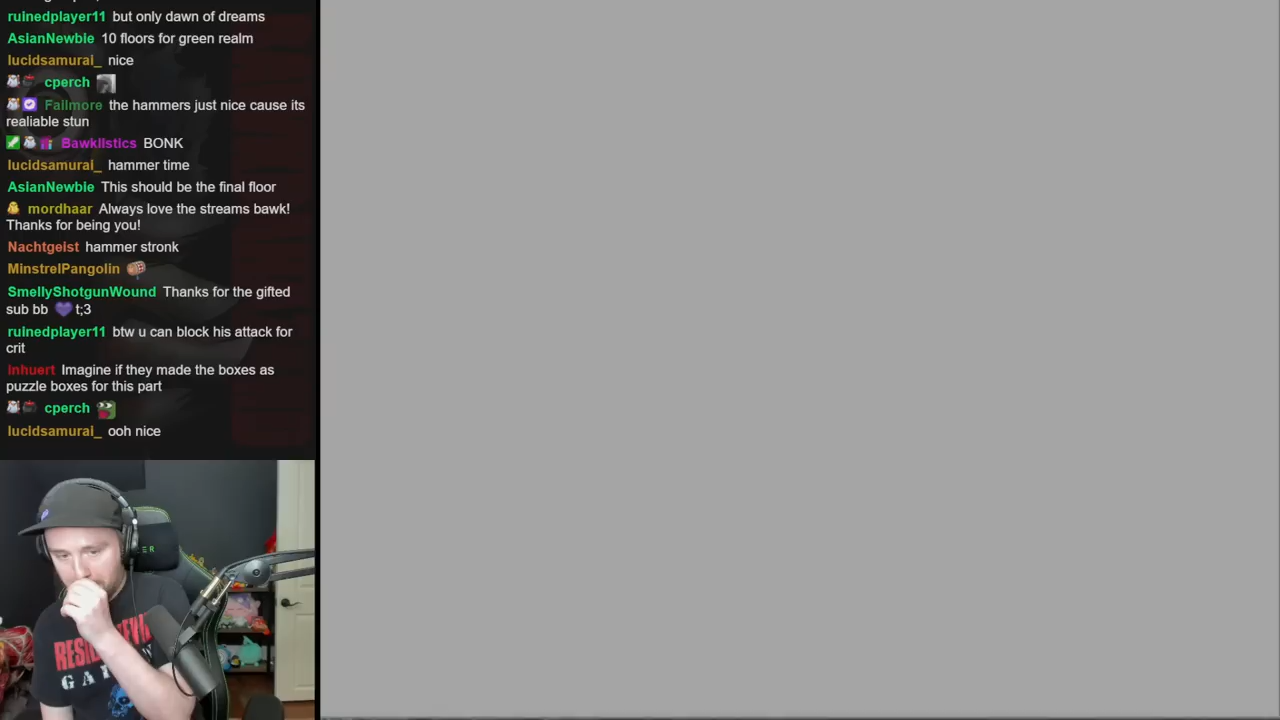 ruinedplayer11 but only dawn of dreams
AsianNewbie 10 floors for green realm
lucidsamurai_ nice
cperch
Failmore the hammers just nice cause its
realiable stun
Bawklistics BONK
lucidsamurai_ hammer time
AsianNewbie This should be the final floor
mordhaar Always love the streams bawk!
Thanks for being you!
Nachtgeist hammer stronk
MinstrelPangolin
SmellyShotgunWound Thanks for the gifted
sub bb t;3
ruinedplayer11 btw u can block his attack for
crit
Inhuert Imagine if they made the boxes as
puzzle boxes for this part
cperch
lucidsamurai_ ooh nice